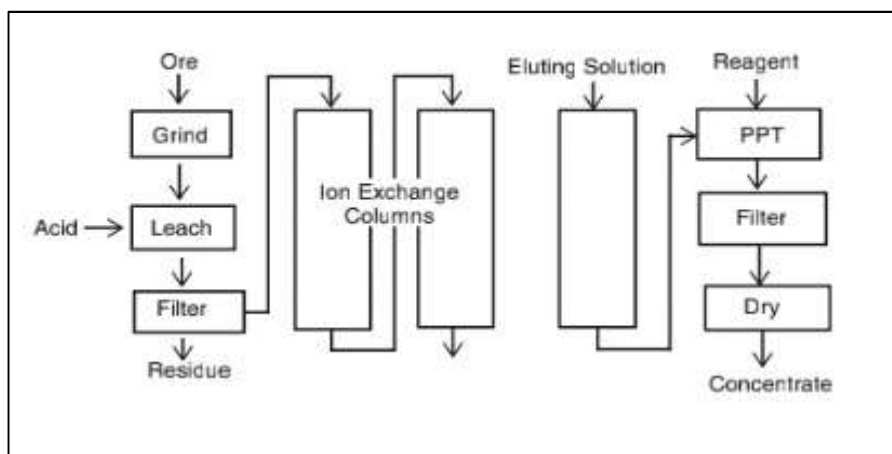 Ore
Grind
Acid
Leach
Filter
Residue
Ion Exchange
Columns
Eluting Solution
Reagent
PPT
Filter
Dry
Concentrate